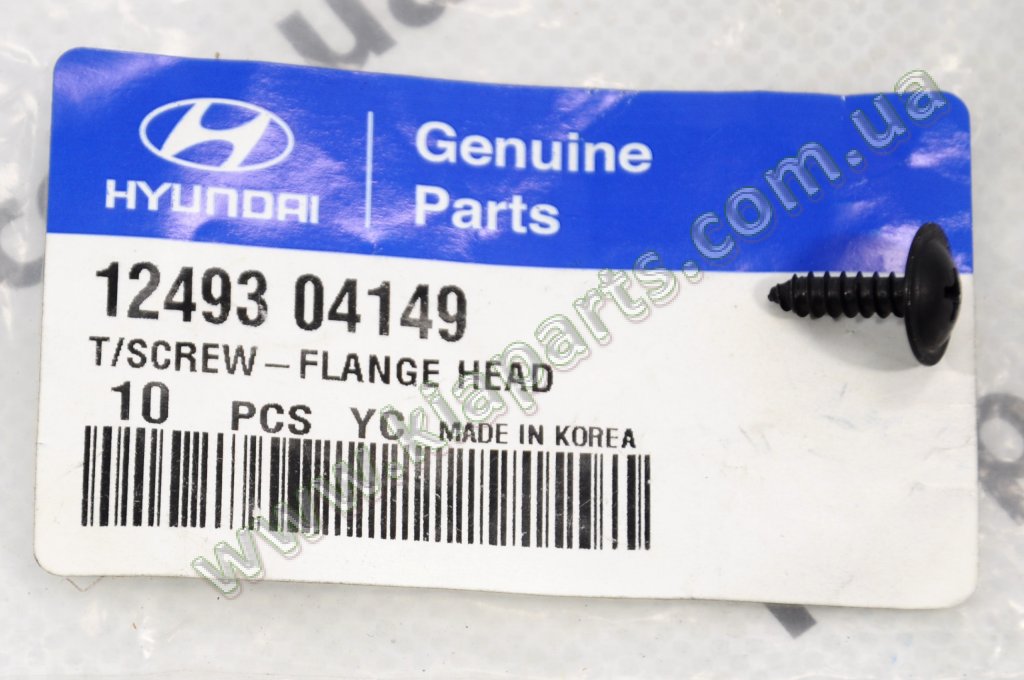 HYUNDAI
Genuine
Parts
12493 04149
T/SCREW-FLANGE HEAD
10 PCS YC MADE IN KOREA
www.kiaparts.com.ua